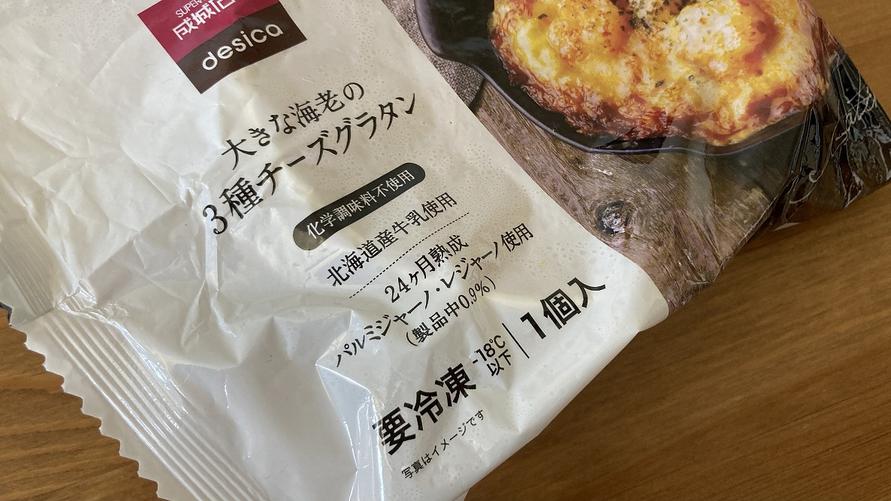 SUPER
成城石
desica
大きな海老の
3種チーズグラタン
化学調味料不使用
北海道産牛乳使用
24ヶ月熟成
パルミジャーノ・レジャーノ使用
(製品中0.9%)
要冷凍 -18℃以下 1個入
写真はイメージです